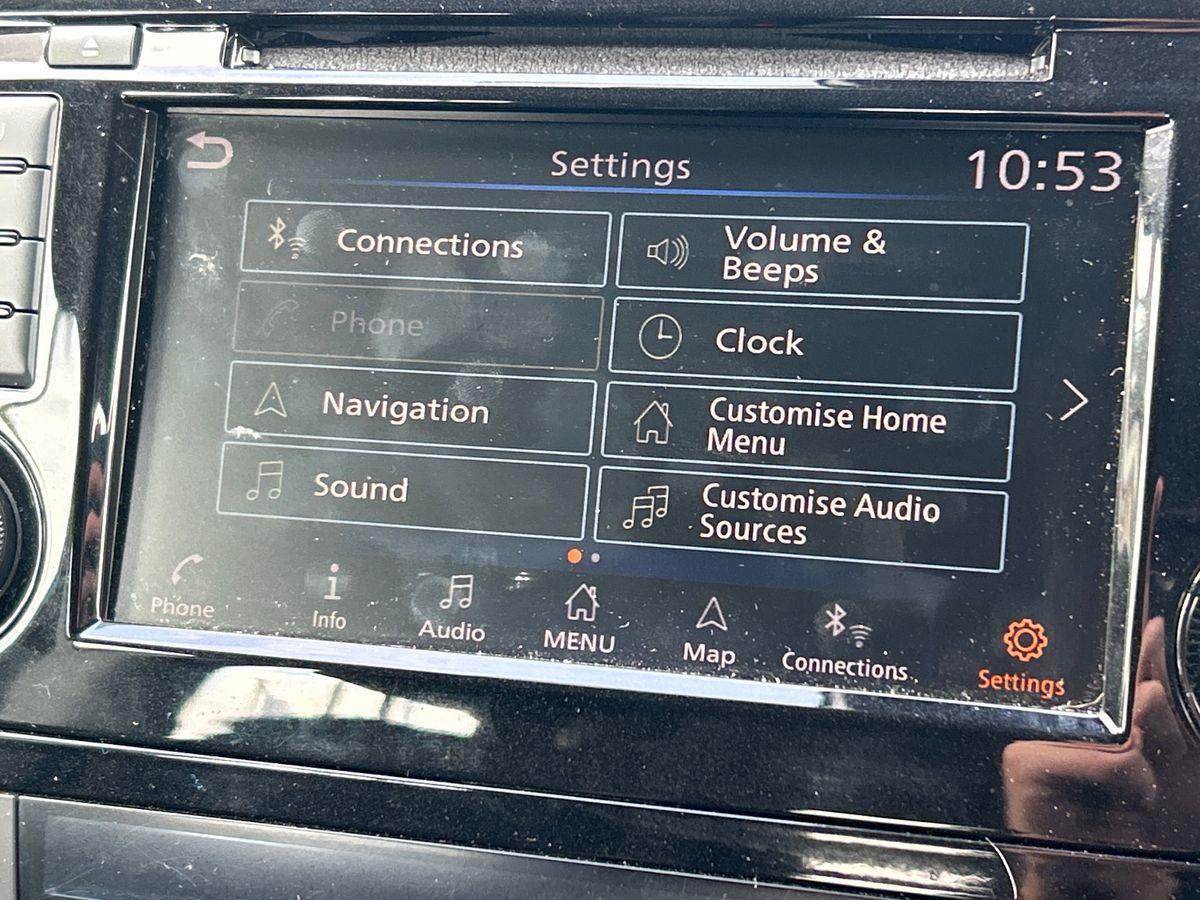 Settings
10:53
Connections
Volume &
Beeps
Phone
Clock
Navigation
Customise Home
Menu
Sound
Customise Audio
Sources
Phone
Info
Audio
MENU
Map
Connections
Settings